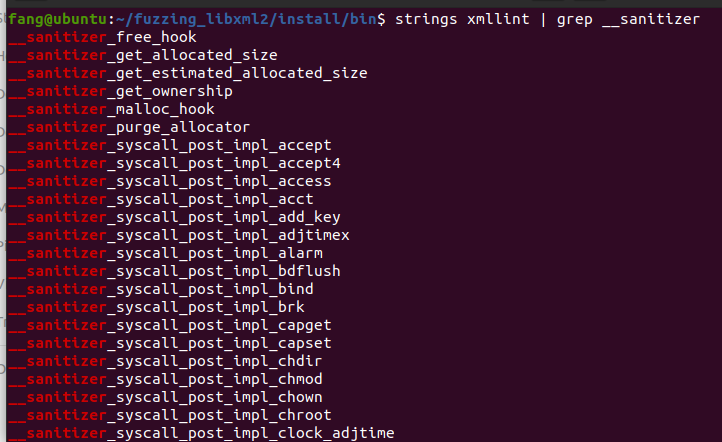 fang@ubuntu:~/fuzzing_libxml2/install/bin$ strings xmllint | grep __sanitizer
__sanitizer_free_hook
__sanitizer_get_allocated_size
__sanitizer_get_estimated_allocated_size
__sanitizer_get_ownership
__sanitizer_malloc_hook
__sanitizer_purge_allocator
__sanitizer_syscall_post_impl_accept
__sanitizer_syscall_post_impl_accept4
__sanitizer_syscall_post_impl_access
__sanitizer_syscall_post_impl_acct
__sanitizer_syscall_post_impl_add_key
__sanitizer_syscall_post_impl_adjtimex
__sanitizer_syscall_post_impl_alarm
__sanitizer_syscall_post_impl_bdflush
__sanitizer_syscall_post_impl_bind
__sanitizer_syscall_post_impl_brk
__sanitizer_syscall_post_impl_capget
__sanitizer_syscall_post_impl_capset
__sanitizer_syscall_post_impl_chdir
__sanitizer_syscall_post_impl_chmod
__sanitizer_syscall_post_impl_chown
__sanitizer_syscall_post_impl_chroot
__sanitizer_syscall_post_impl_clock_adjtime